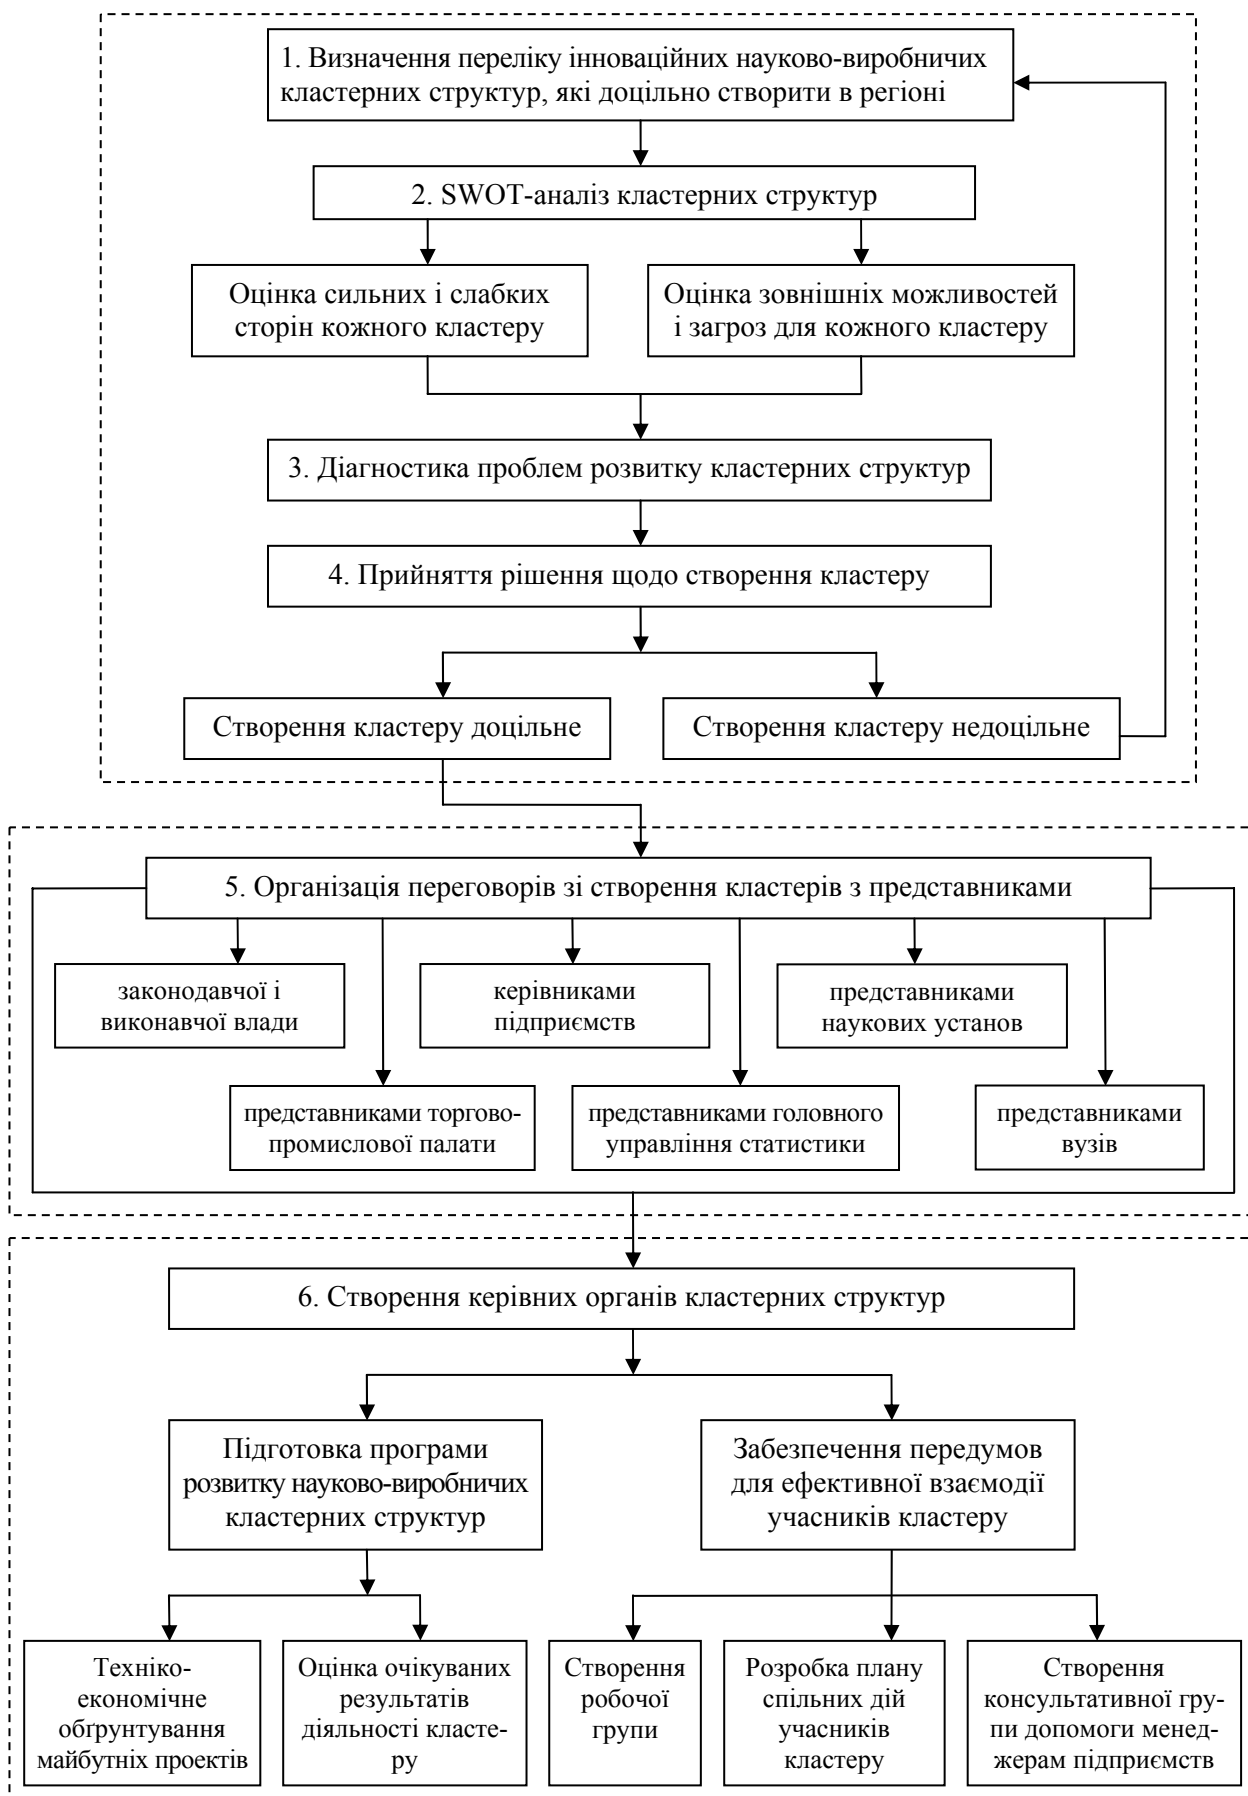 1. Визначення переліку інноваційних науково-виробничих
кластерних структур, які доцільно створити в регіоні
2. SWOT-аналіз кластерних структур
Оцінка сильних і слабких
сторін кожного кластеру
Оцінка зовнішніх можливостей
і загроз для кожного кластеру
3. Діагностика проблем розвитку кластерних структур
4. Прийняття рішення щодо створення кластеру
Створення кластеру доцільне
Створення кластеру недоцільне
5. Організація переговорів зі створення кластерів з представниками
законодавчої і
виконавчої влади
керівниками
підприємств
представниками
наукових установ
представниками торгово-
промислової палати
представниками головного
управління статистики
представниками
вузів
6. Створення керівних органів кластерних структур
Підготовка програми
розвитку науково-виробничих
кластерних структур
Забезпечення передумов
для ефективної взаємодії
учасників кластеру
Техніко-
економічне
обґрунтування
майбутніх проектів
Оцінка очікуваних
результатів
діяльності класте-
ру
Створення
робочої
групи
Розробка плану
спільних дій
учасників
кластеру
Створення
консультативної гру-
пи допомоги менед-
жерам підприємств